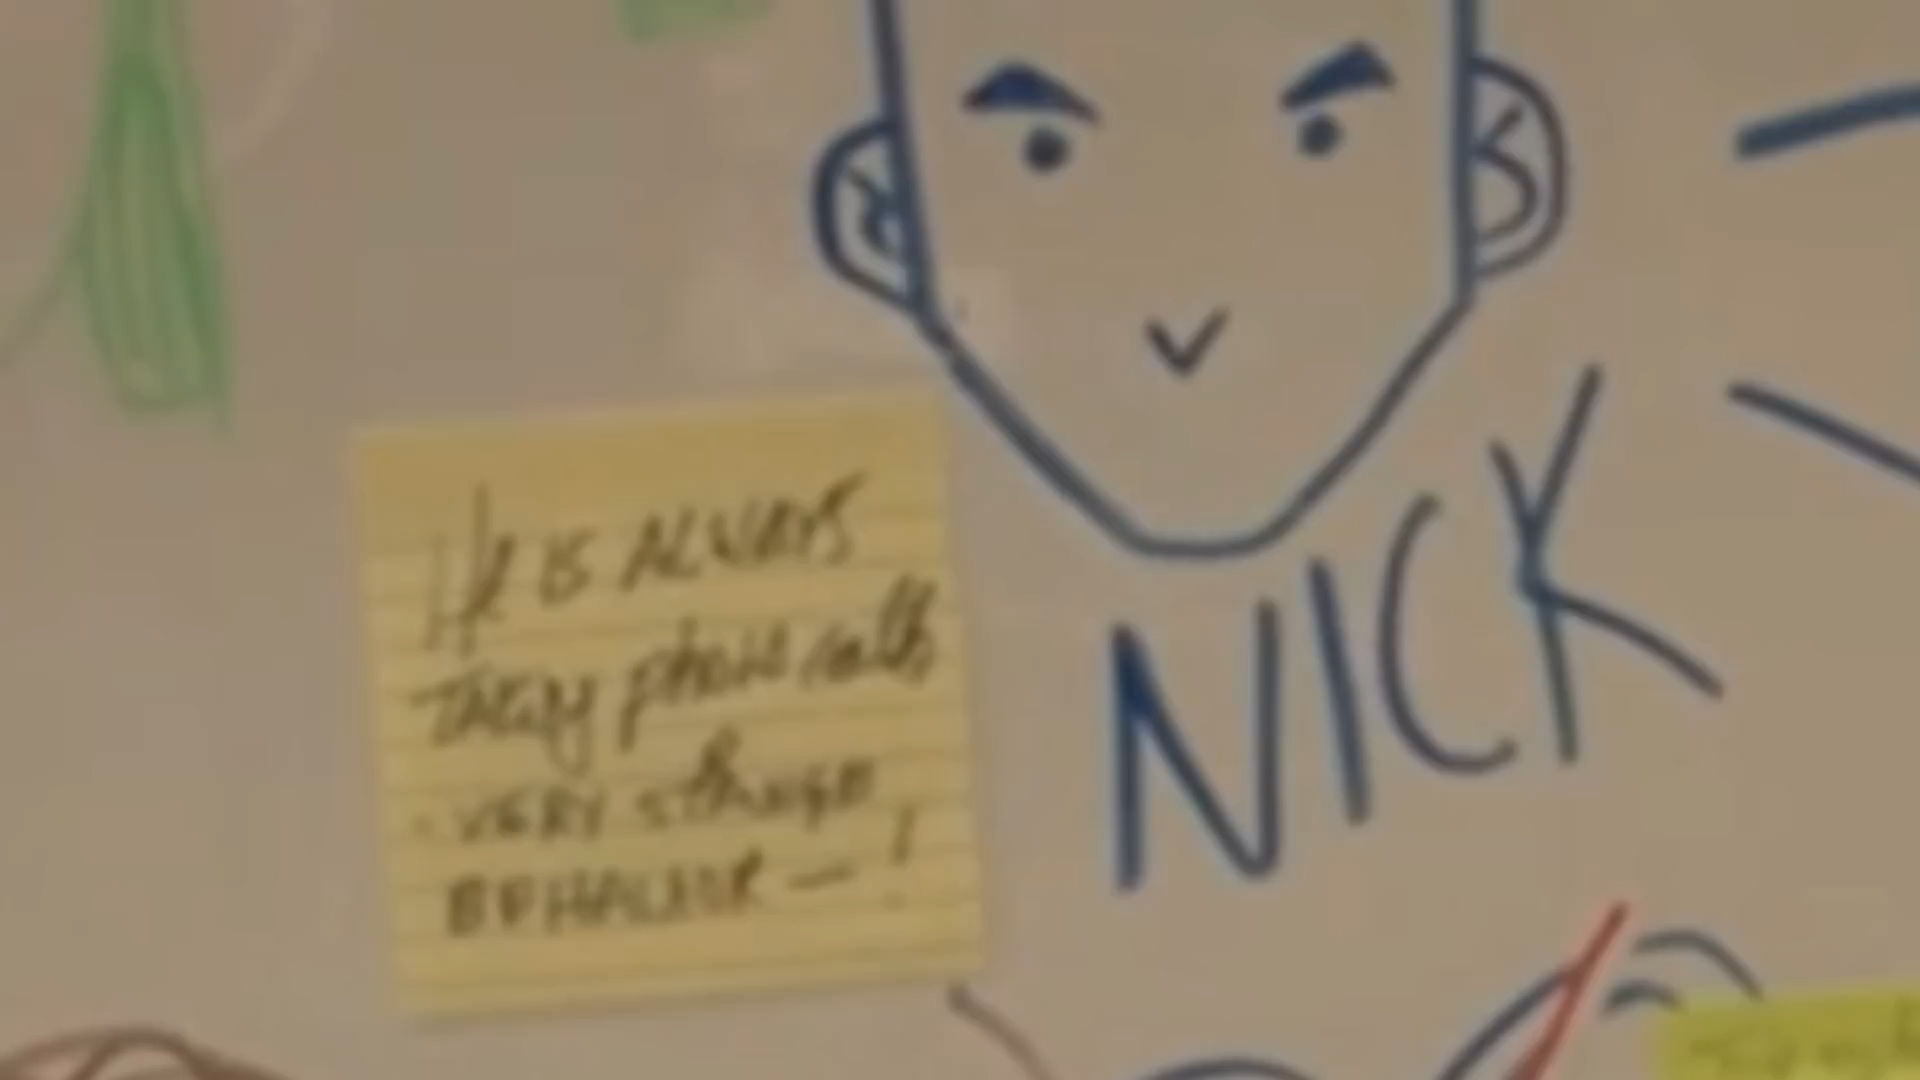 He is ALWAYS
TAKING phone calls
- VERY strange
BEHAVIOR — !
NICK